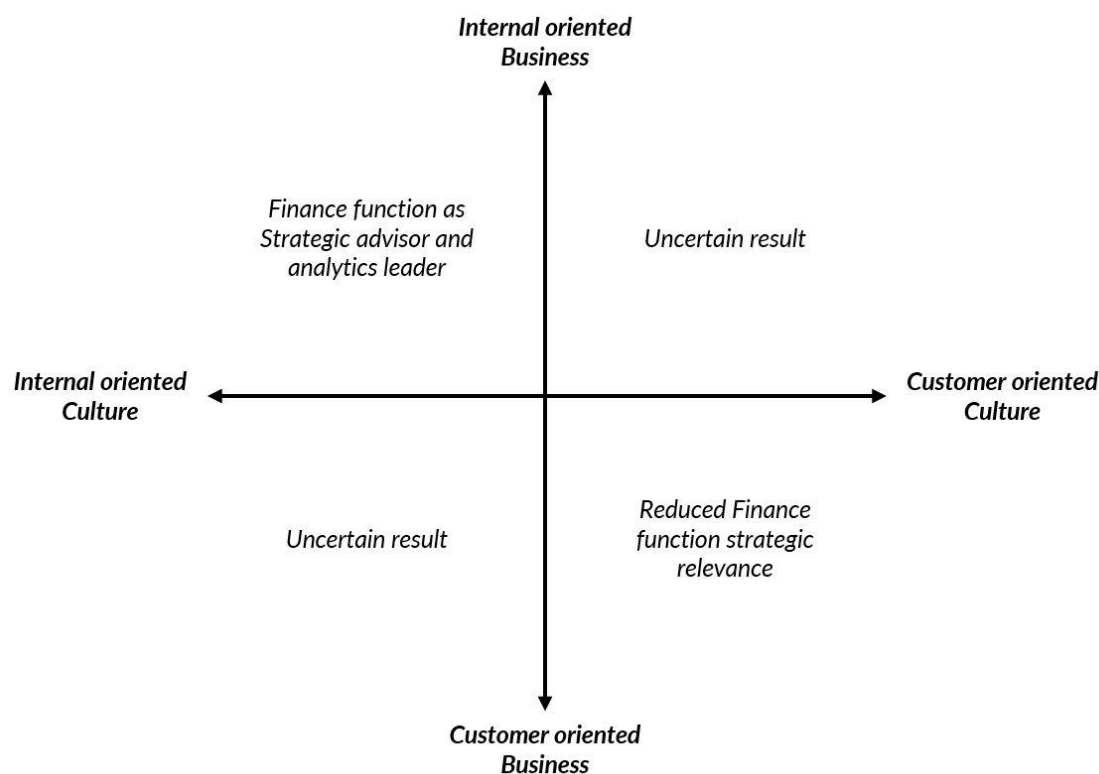 Internal oriented
Business
Finance function as
Strategic advisor and
analytics leader
Uncertain result
Internal oriented
Culture
Customer oriented
Culture
Uncertain result
Reduced Finance
function strategic
relevance
Customer oriented
Business